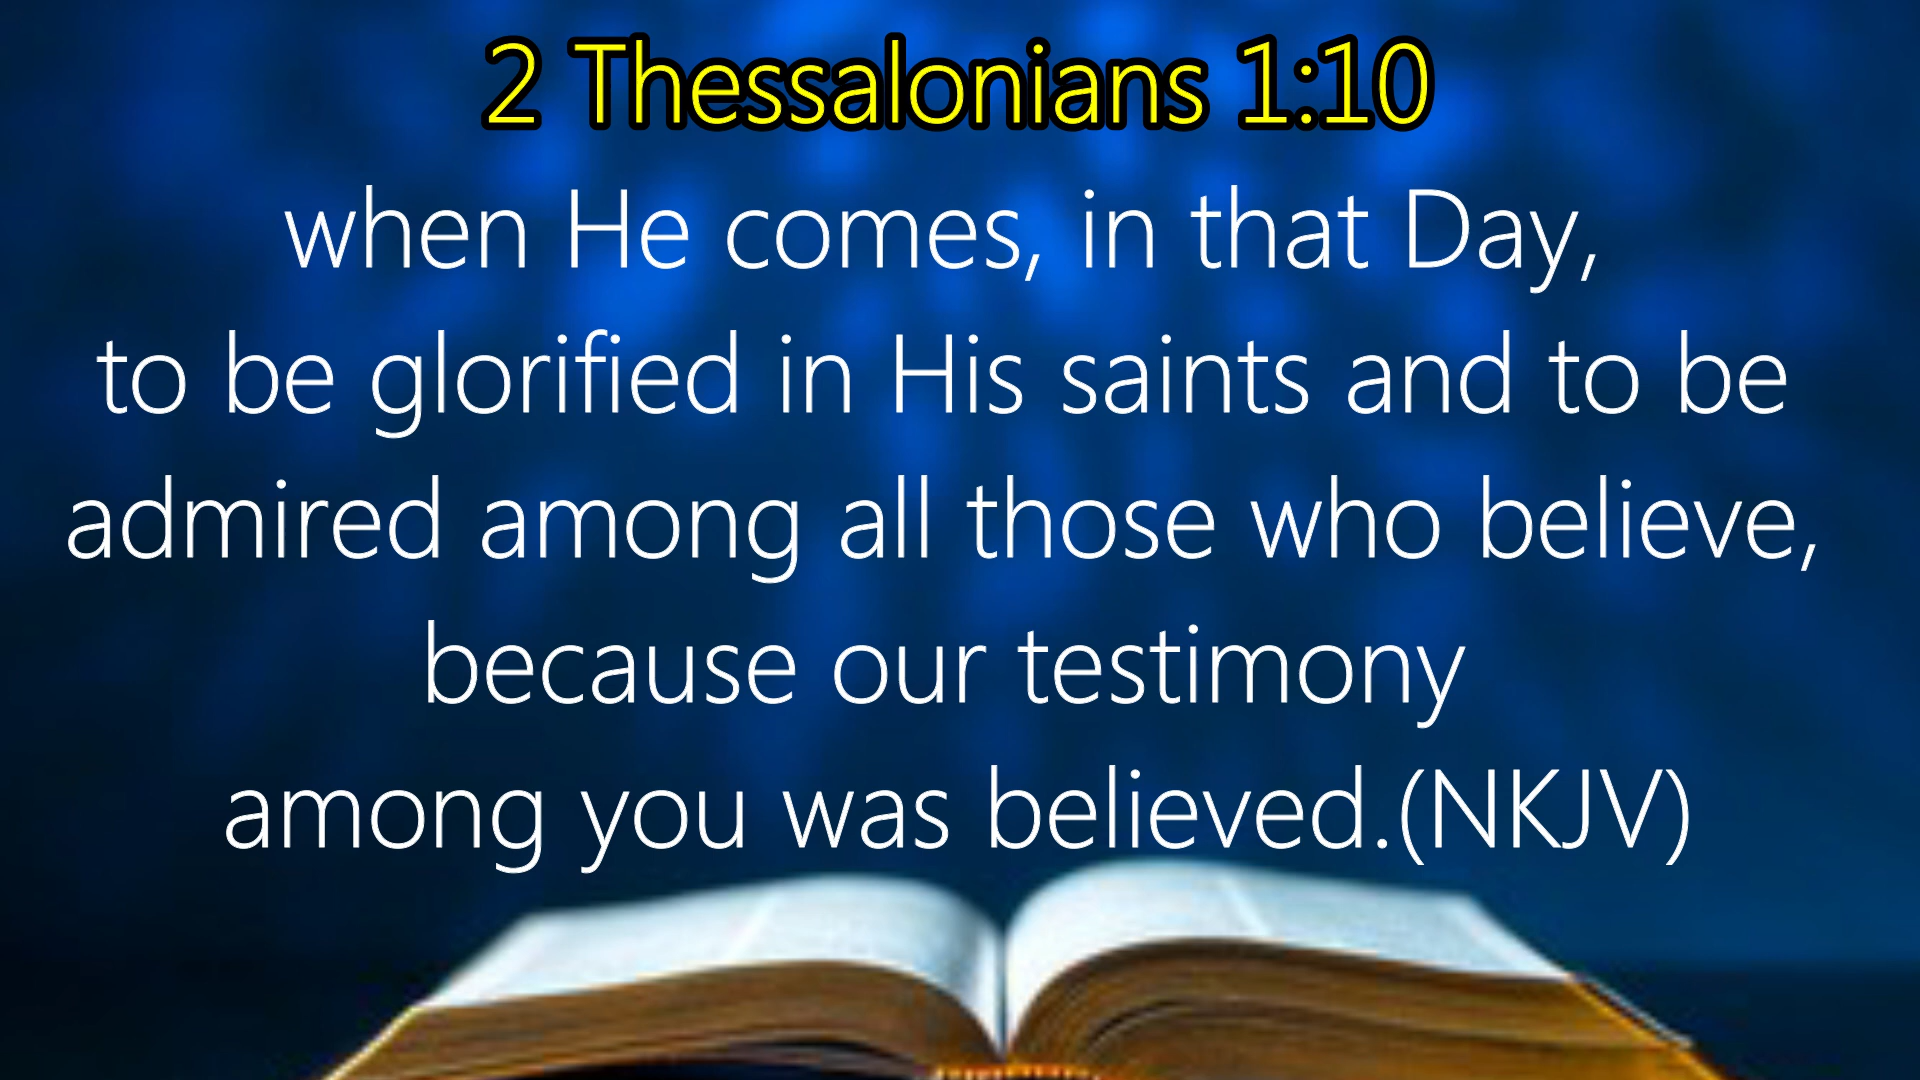 2 Thessalonians 1:10
when He comes, in that Day,
to be glorified in His saints and to be
admired among all those who believe,
because our testimony
among you was believed.(NKJV)